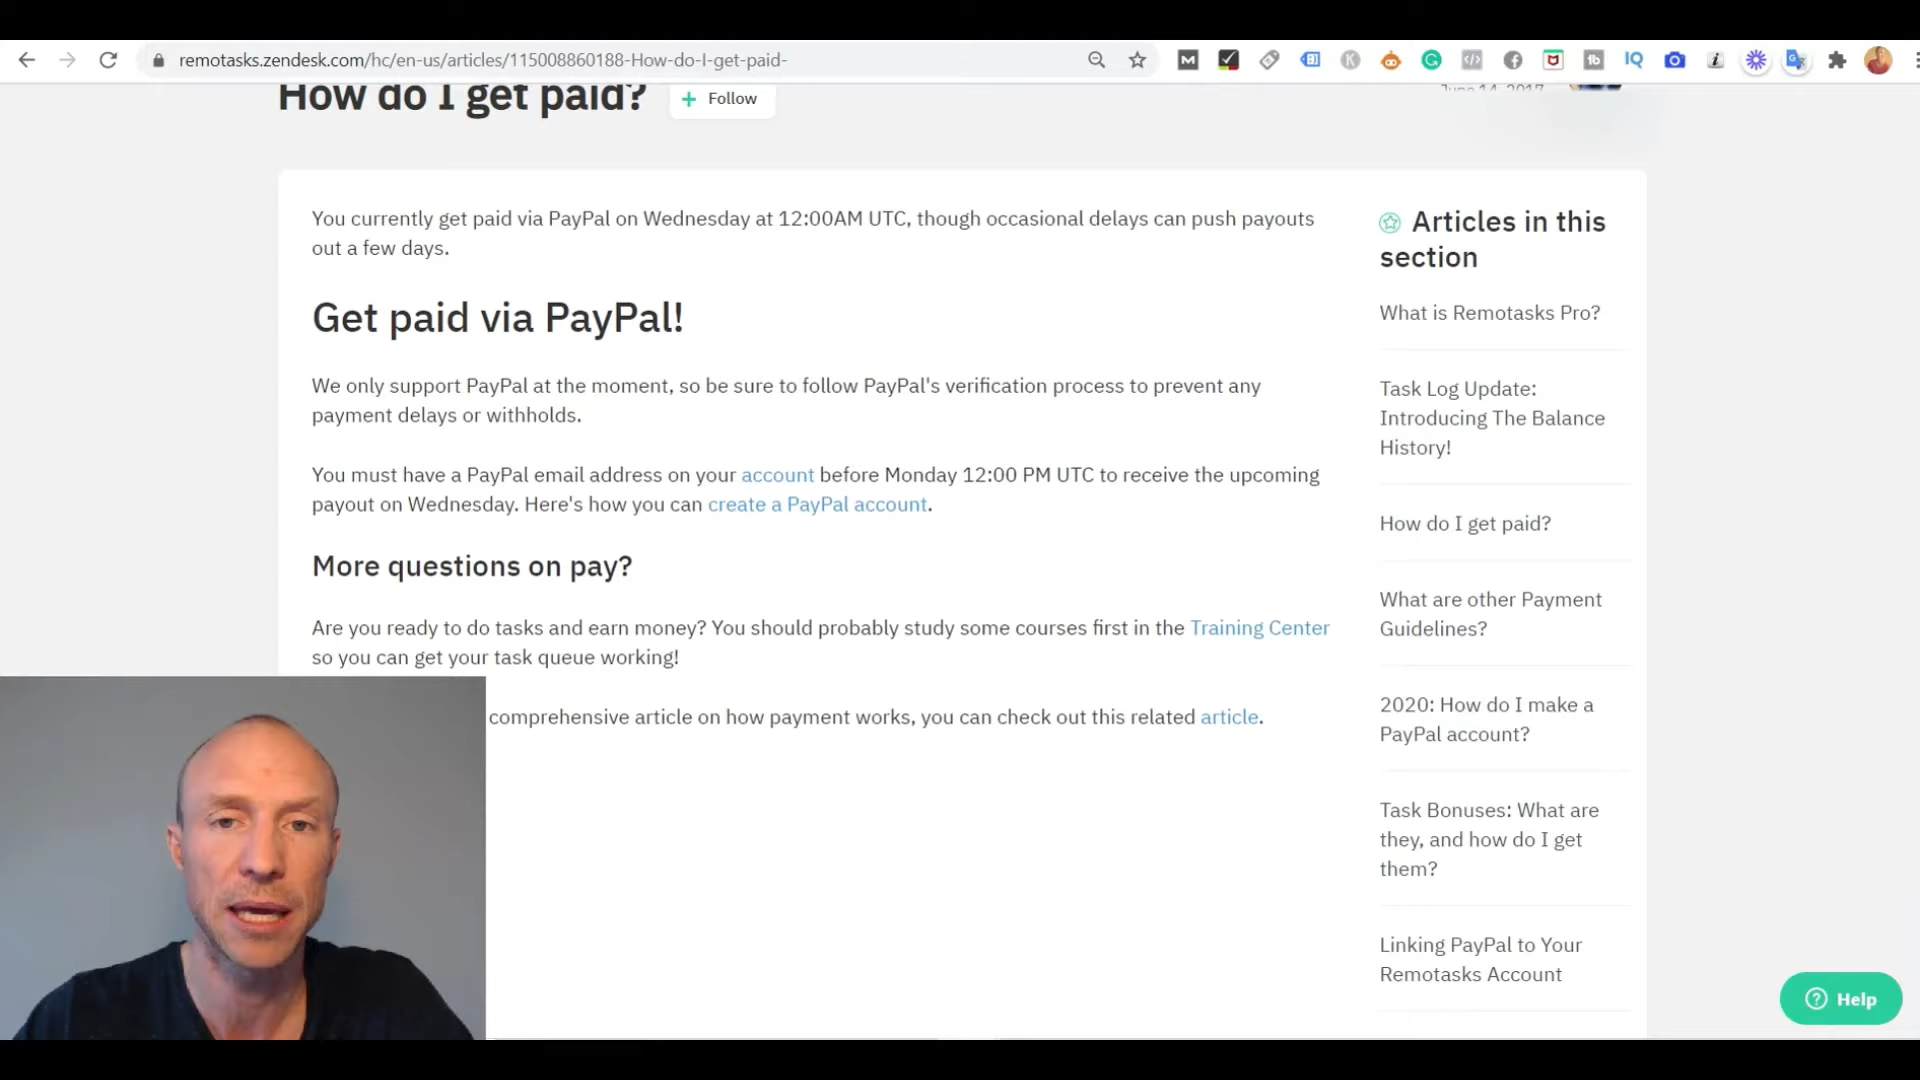 remotasks.zendesk.com/hc/en-us/articles/115008860188-How-do-I-get-paid-
How do I get paid?
+ Follow
June 14, 2017
You currently get paid via PayPal on Wednesday at 12:00AM UTC, though occasional delays can push payouts
out a few days.
Get paid via PayPal!
We only support PayPal at the moment, so be sure to follow PayPal's verification process to prevent any
payment delays or withholds.
You must have a PayPal email address on your account before Monday 12:00 PM UTC to receive the upcoming
payout on Wednesday. Here's how you can create a PayPal account.
More questions on pay?
Are you ready to do tasks and earn money? You should probably study some courses first in the Training Center
so you can get your task queue working!
comprehensive article on how payment works, you can check out this related article.
Articles in this
section
What is Remotasks Pro?
Task Log Update:
Introducing The Balance
History!
How do I get paid?
What are other Payment
Guidelines?
2020: How do I make a
PayPal account?
Task Bonuses: What are
they, and how do I get
them?
Linking PayPal to Your
Remotasks Account
Help